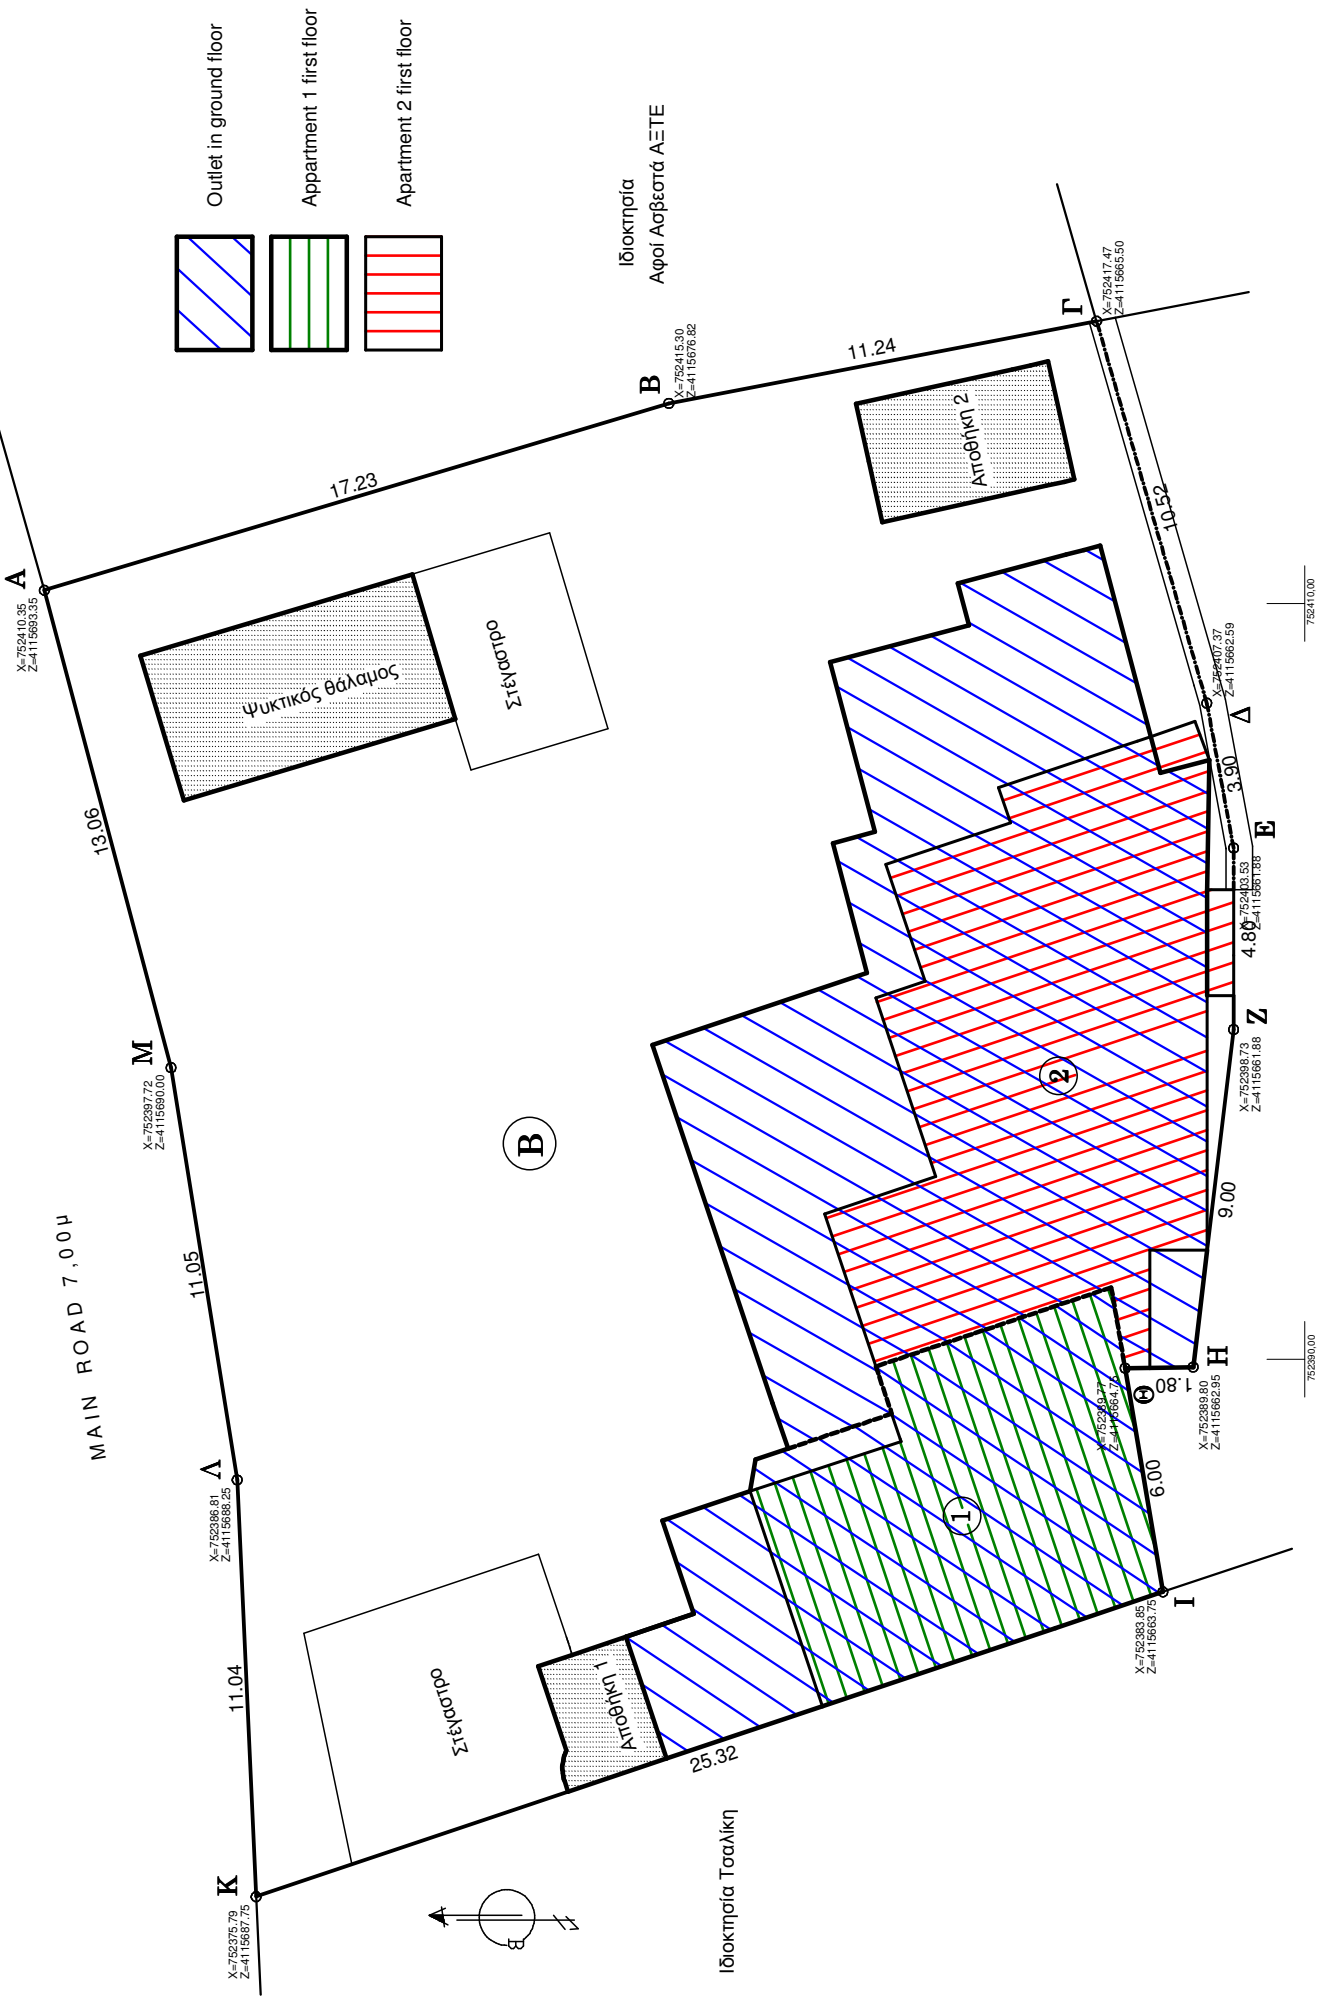 Outlet in ground floor
Appartment 1 first floor
Apartment 2 first floor
MAIN ROAD 7,00μ
Ιδιοκτησία
Αφοί Ασβεστά ΑΞΤΕ
Ιδιοκτησία Τσαλίκη
A
X=752410.35
Z=4115693.35
17.23
B
X=752415.30
Z=4115676.82
11.24
Γ
X=752417.47
Z=4115665.50
10.52
X=752407.37
Z=4115662.59
Δ
3.90
E
X=752403.53
Z=4115661.88
4.80
Z
X=752398.73
Z=4115661.88
9.00
H
X=752389.80
Z=4115662.95
1.80
Θ
X=752389.77
Z=4115664.75
6.00
I
X=752383.85
Z=4115663.75
25.32
K
X=752375.79
Z=4115687.75
11.04
Λ
X=752386.81
Z=4115688.25
11.05
M
X=752397.72
Z=4115690.00
13.06
Ψυκτικός θάλαμος
Στέγαστρο
Αποθήκη 2
B
2
1
Στέγαστρο
Αποθήκη 1
B
752410,00
752390,00